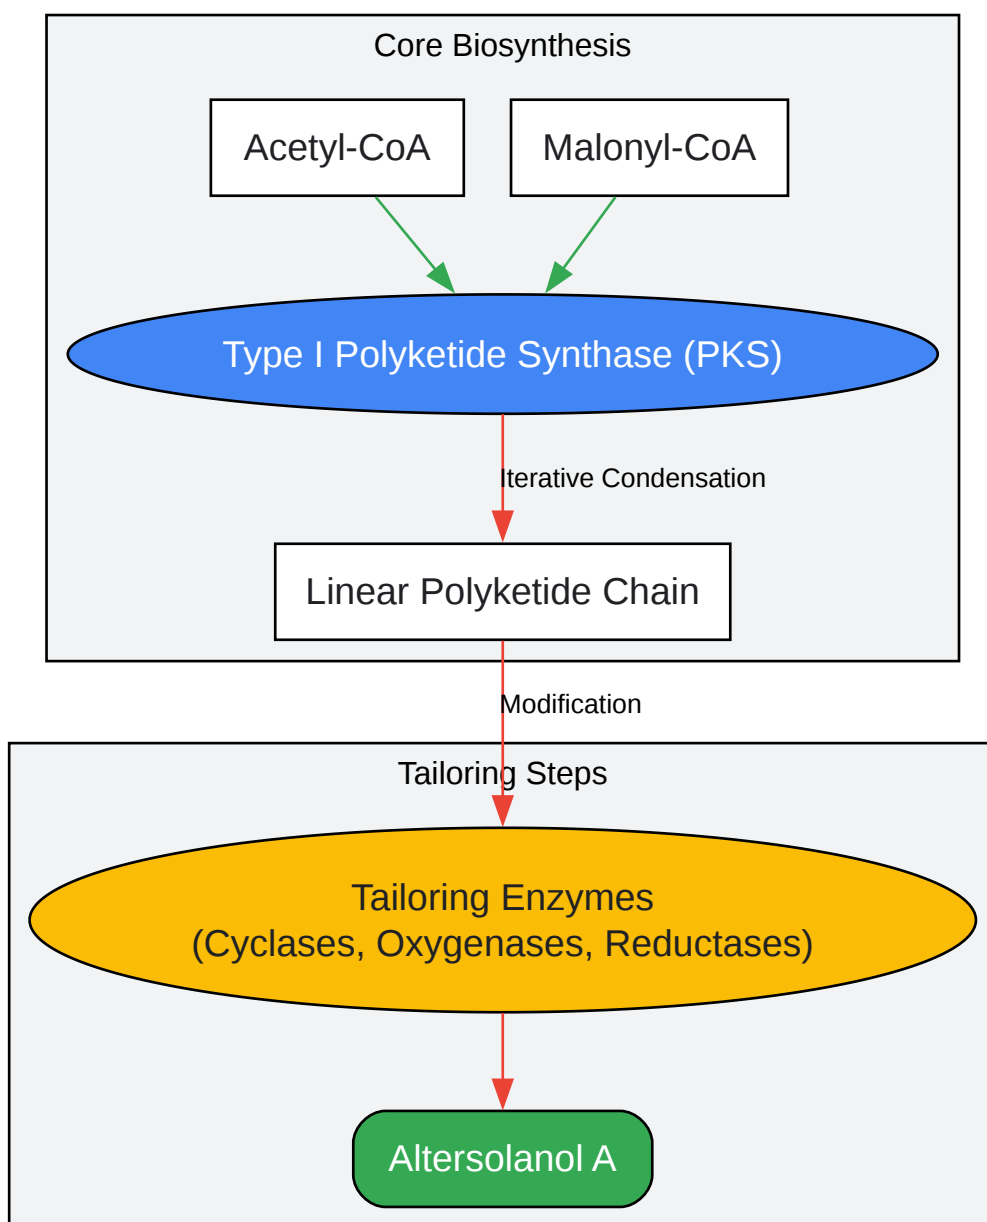 Core Biosynthesis
Acetyl-CoA
Malonyl-CoA
Type I Polyketide Synthase (PKS)
Iterative Condensation
Linear Polyketide Chain
Modification
Tailoring Steps
Tailoring Enzymes
(Cyclases, Oxygenases, Reductases)
Altersolanol A